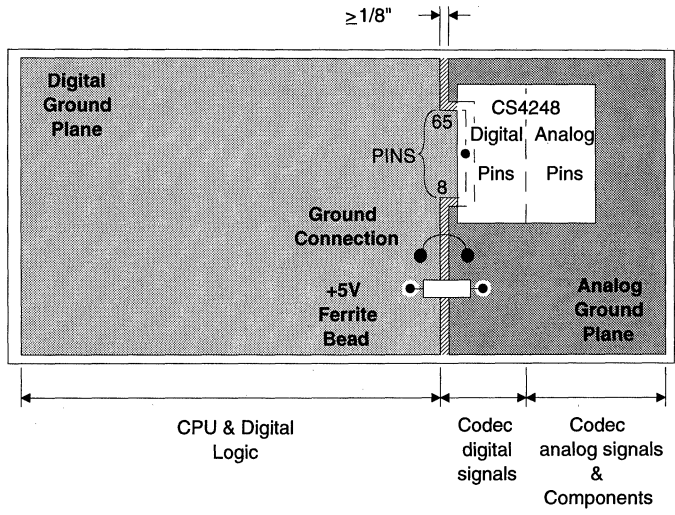 ≥1/8"
Digital
Ground
Plane
CS4248
Digital Analog
Pins Pins
65
PINS
8
Ground
Connection
+5V
Ferrite
Bead
Analog
Ground
Plane
CPU & Digital
Logic
Codec
digital
signals
Codec
analog signals
&
Components